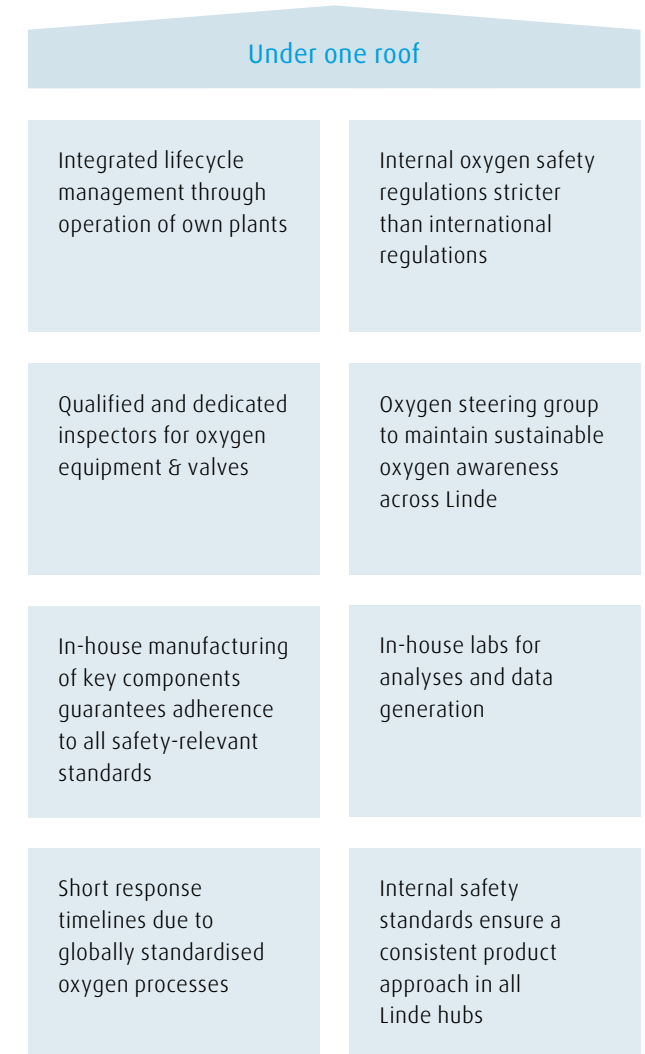 Under one roof
Integrated lifecycle
management through
operation of own plants
Internal oxygen safety
regulations stricter
than international
regulations
Qualified and dedicated
inspectors for oxygen
equipment & valves
Oxygen steering group
to maintain sustainable
oxygen awareness
across Linde
In-house manufacturing
of key components
guarantees adherence
to all safety-relevant
standards
In-house labs for
analyses and data
generation
Short response
timelines due to
globally standardised
oxygen processes
Internal safety
standards ensure a
consistent product
approach in all
Linde hubs